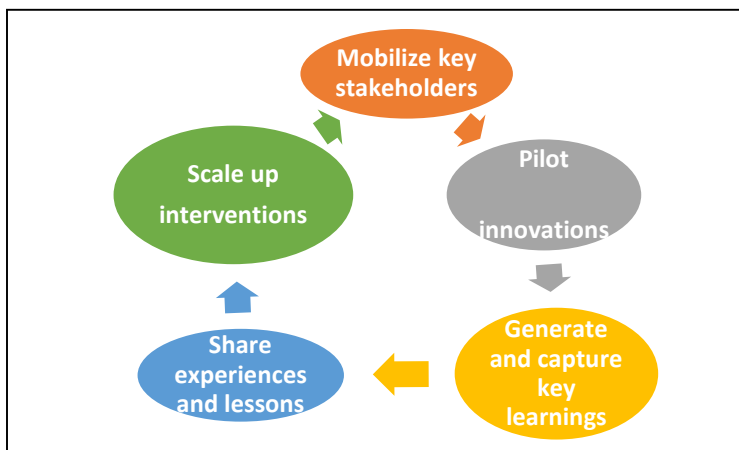 Mobilize key
stakeholders
Pilot
innovations
Generate
and capture
key
learnings
Share
experiences
and lessons
Scale up
interventions